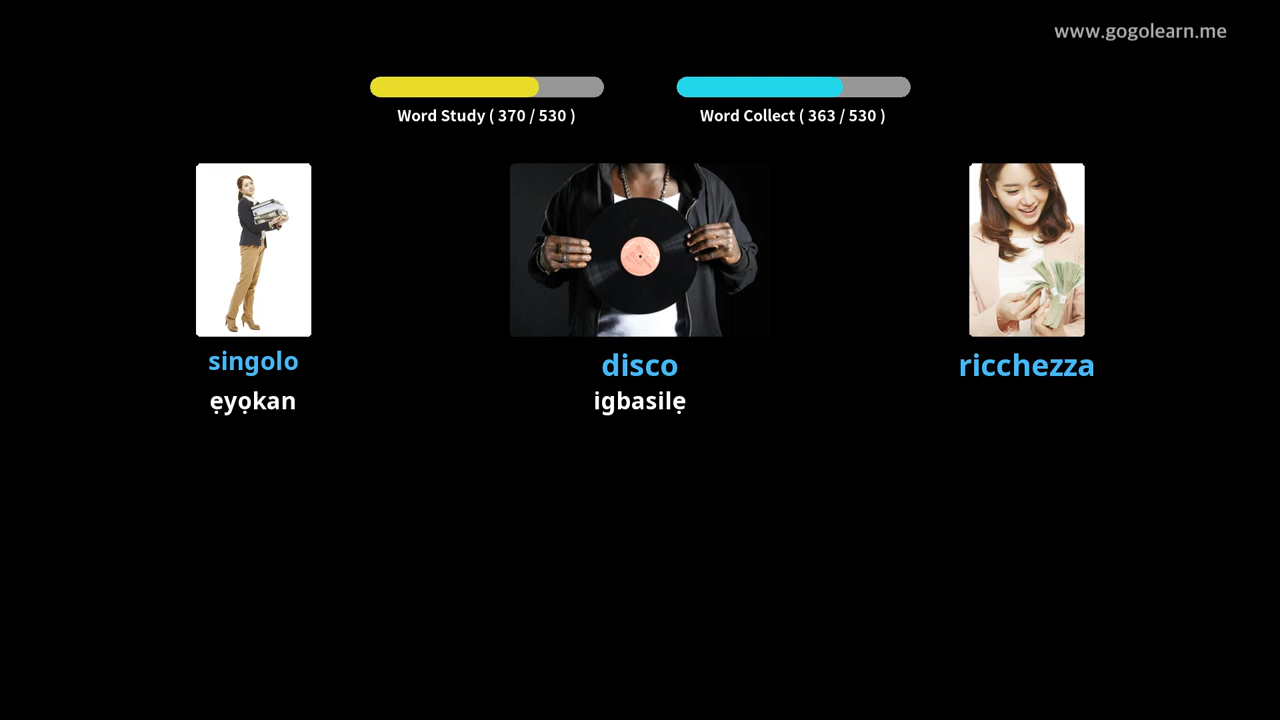 www.gogolearn.me
Word Study ( 370 / 530 )
Word Collect ( 363 / 530 )
singolo
disco
ricchezza
ẹyọkan
igbasilẹ